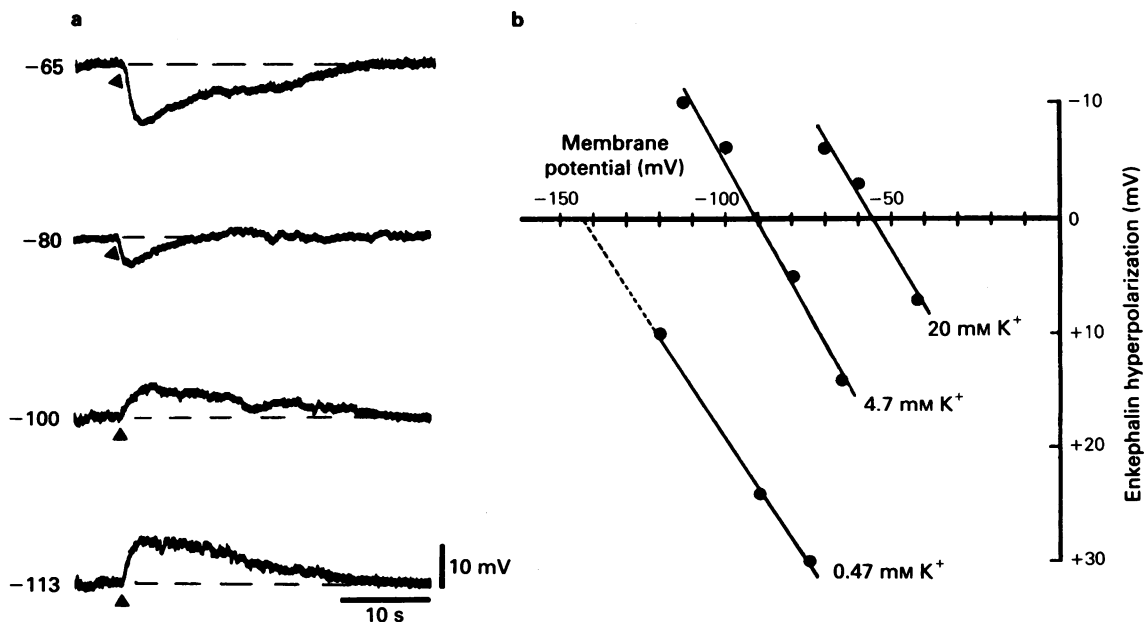 a
−65
−80
−100
−113
10 mV
10 s
b
Membrane
potential (mV)
−150
−100
−50
−10
0
+10
+20
+30
20 mM K⁺
4.7 mM K⁺
0.47 mM K⁺
Enkephalin hyperpolarization (mV)